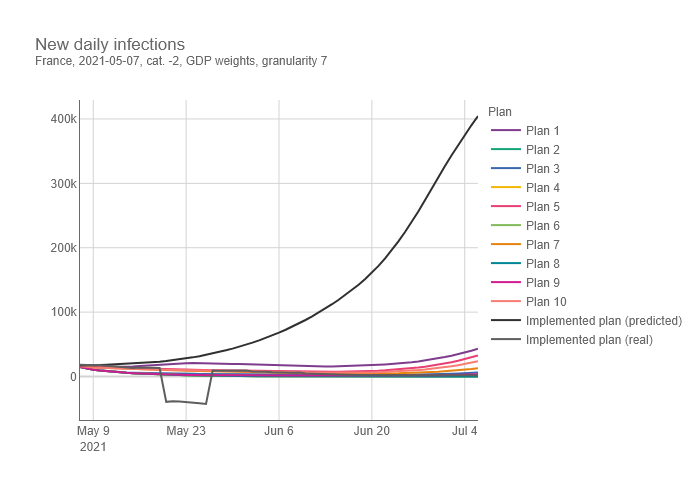 New daily infections
France, 2021-05-07, cat. -2, GDP weights, granularity 7
400k
300k
200k
100k
0
May 9
2021
May 23
Jun 6
Jun 20
Jul 4
Plan
Plan 1
Plan 2
Plan 3
Plan 4
Plan 5
Plan 6
Plan 7
Plan 8
Plan 9
Plan 10
Implemented plan (predicted)
Implemented plan (real)